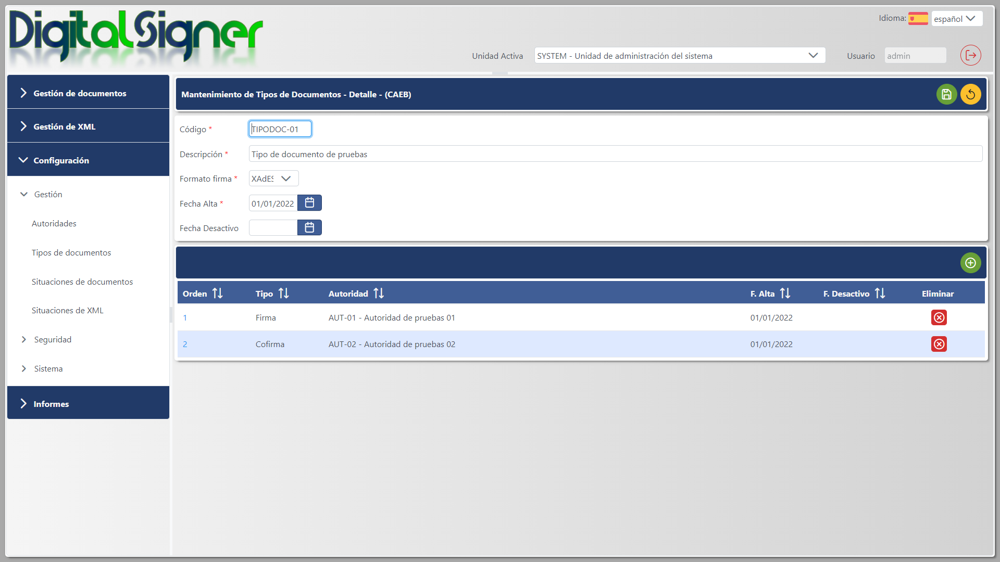 DigitalSigner
Idioma: español
Unidad Activa SYSTEM - Unidad de administración del sistema Usuario admin
Gestión de documentos
Gestión de XML
Configuración
Gestión
Autoridades
Tipos de documentos
Situaciones de documentos
Situaciones de XML
Seguridad
Sistema
Informes
Mantenimiento de Tipos de Documentos - Detalle - (CAEB)
Código * TIPODOC-01
Descripción * Tipo de documento de pruebas
Formato firma * XAdES
Fecha Alta * 01/01/2022
Fecha Desactivo
Orden Tipo Autoridad F. Alta F. Desactivo Eliminar
1 Firma AUT-01 - Autoridad de pruebas 01 01/01/2022
2 Cofirma AUT-02 - Autoridad de pruebas 02 01/01/2022